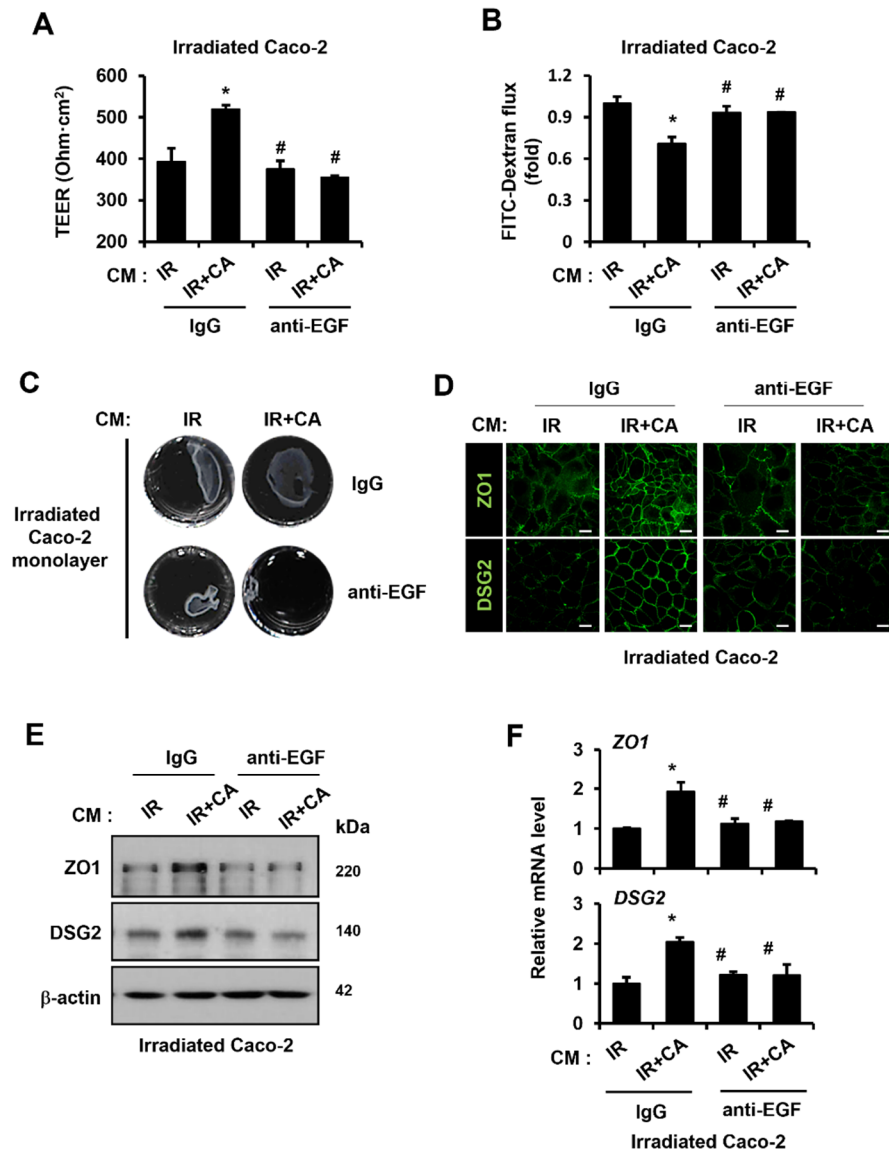 A
Irradiated Caco-2
TEER (Ohm·cm²)
600
500
400
300
200
*
#
#
CM :
IR
IR+CA
IR
IR+CA
IgG
anti-EGF
B
Irradiated Caco-2
FITC-Dextran flux
(fold)
1.2
0.9
0.6
0.3
0
*
#
#
CM :
IR
IR+CA
IR
IR+CA
IgG
anti-EGF
C
CM:
IR
IR+CA
Irradiated
Caco-2
monolayer
IgG
anti-EGF
D
IgG
anti-EGF
CM:
IR
IR+CA
IR
IR+CA
ZO1
DSG2
Irradiated Caco-2
E
IgG
anti-EGF
CM :
IR
IR+CA
IR
IR+CA
kDa
ZO1
220
DSG2
140
β-actin
42
Irradiated Caco-2
F
Relative mRNA level
ZO1
3
2
1
0
*
#
#
DSG2
3
2
1
0
*
#
#
CM :
IR
IR+CA
IR
IR+CA
IgG
anti-EGF
Irradiated Caco-2